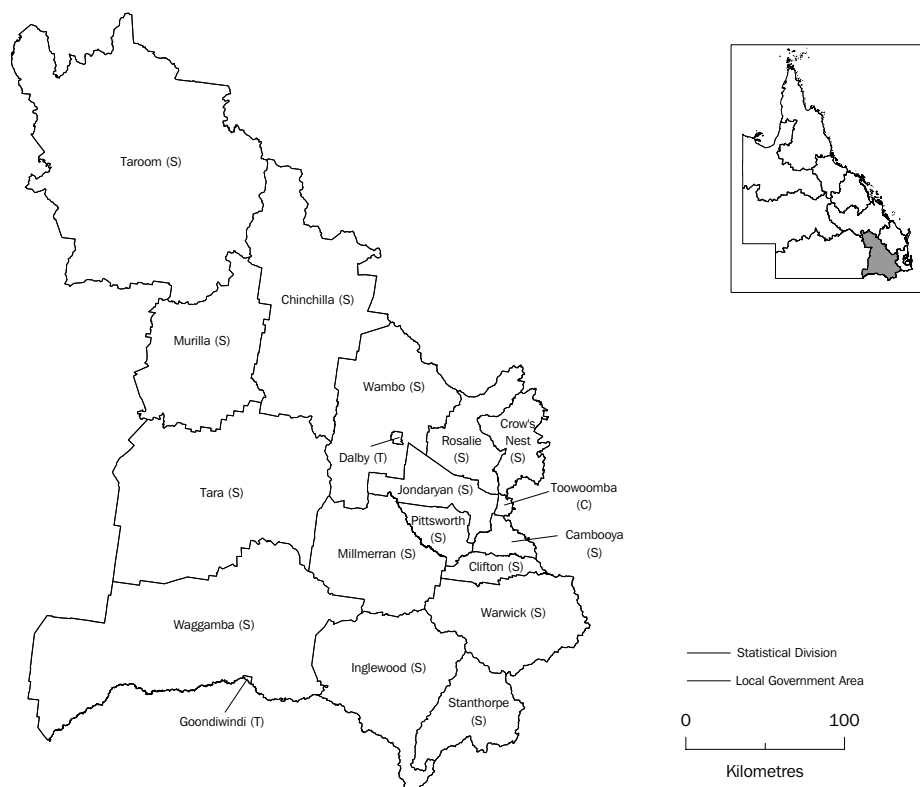 Taroom (S)
Chinchilla (S)
Murilla (S)
Wambo (S)
Crow's
Nest
(S)
Rosalie
(S)
Dalby (T)
Tara (S)
Jondaryan (S)
Toowoomba
(C)
Pittsworth
(S)
Cambooya
(S)
Millmerran (S)
Clifton (S)
Warwick (S)
Waggamba (S)
Inglewood (S)
Stanthorpe
(S)
Goondiwindi (T)
Statistical Division
Local Government Area
0 100
Kilometres